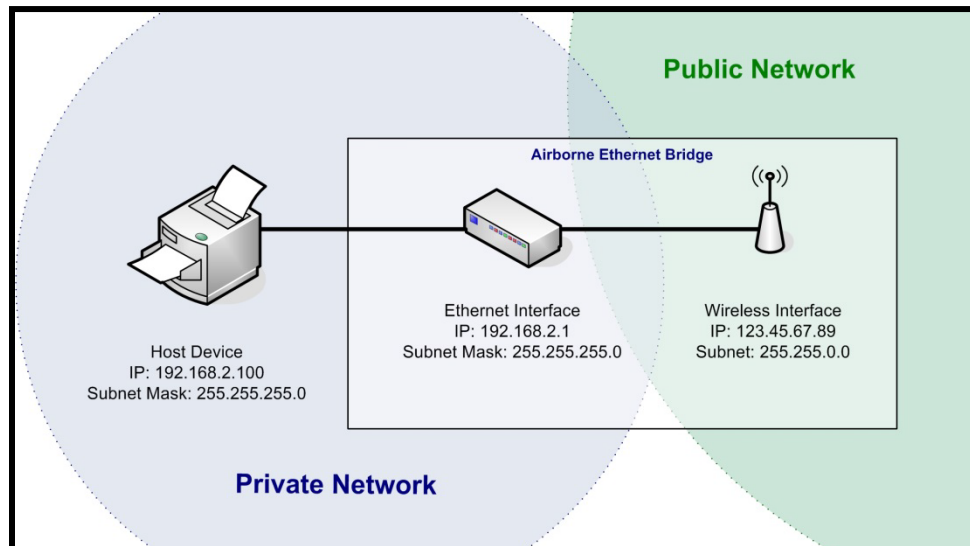 Public Network
Airborne Ethernet Bridge
Ethernet Interface
IP: 192.168.2.1
Subnet Mask: 255.255.255.0
Wireless Interface
IP: 123.45.67.89
Subnet: 255.255.0.0
Host Device
IP: 192.168.2.100
Subnet Mask: 255.255.255.0
Private Network